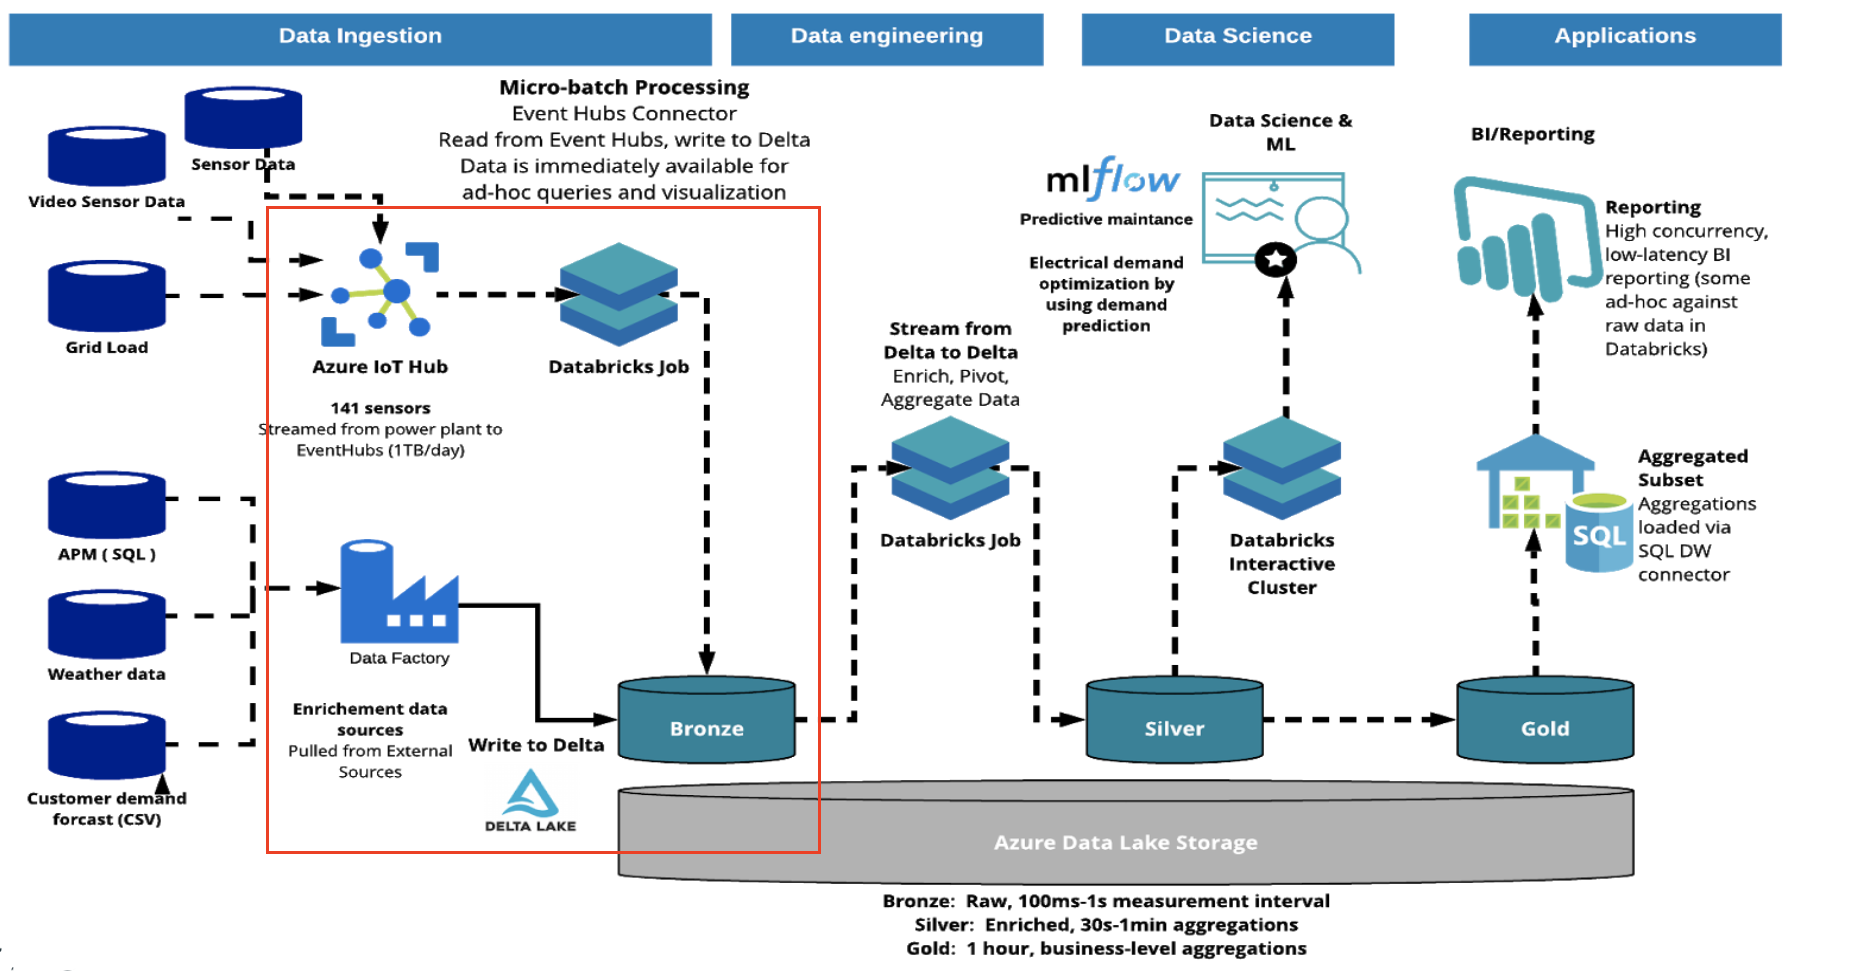 Data Ingestion
Data engineering
Data Science
Applications
Micro-batch Processing
Event Hubs Connector
Read from Event Hubs, write to Delta
Data is immediately available for
ad-hoc queries and visualization
Sensor Data
Video Sensor Data
Grid Load
Azure IoT Hub
141 sensors
Streamed from power plant to
EventHubs (1TB/day)
Databricks Job
APM ( SQL )
Weather data
Customer demand
forcast (CSV)
Data Factory
Enrichement data
sources
Pulled from External
Sources
Write to Delta
DELTA LAKE
Bronze
Stream from
Delta to Delta
Enrich, Pivot,
Aggregate Data
Databricks Job
Data Science &
ML
mlflow
Predictive maintance
Electrical demand
optimization by
using demand
prediction
Databricks
Interactive
Cluster
Silver
BI/Reporting
Reporting
High concurrency,
low-latency BI
reporting (some
ad-hoc against
raw data in
Databricks)
Aggregated
Subset
Aggregations
loaded via
SQL DW
connector
SQL
Gold
Azure Data Lake Storage
Bronze: Raw, 100ms-1s measurement interval
Silver: Enriched, 30s-1min aggregations
Gold: 1 hour, business-level aggregations